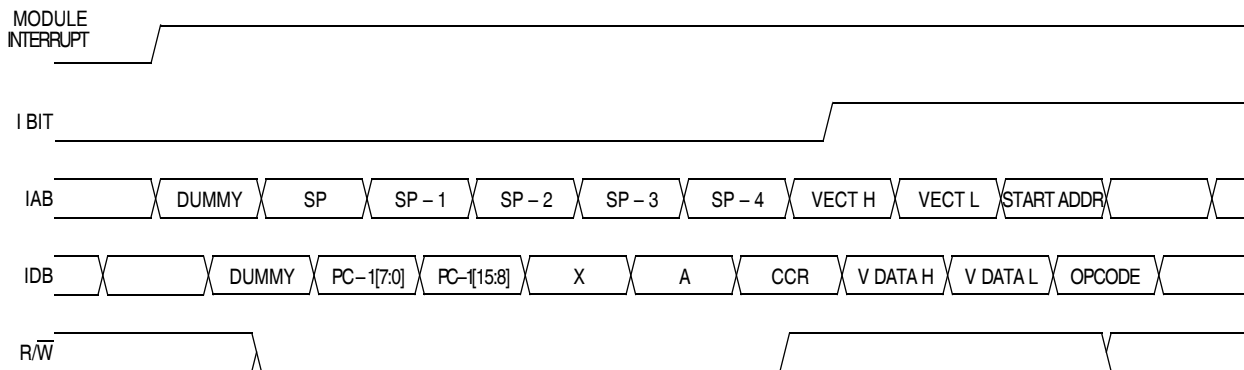 MODULE
INTERRUPT
I BIT
IAB DUMMY SP SP – 1 SP – 2 SP – 3 SP – 4 VECT H VECT L START ADDR
IDB DUMMY PC – 1[7:0] PC–1[15:8] X A CCR V DATA H V DATA L OPCODE
R/W̅